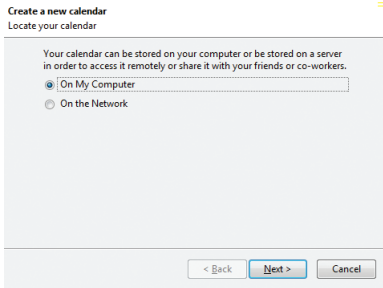 Create a new calendar
Locate your calendar
Your calendar can be stored on your computer or be stored on a server
in order to access it remotely or share it with your friends or co-workers.
On My Computer
On the Network
< Back
Next >
Cancel